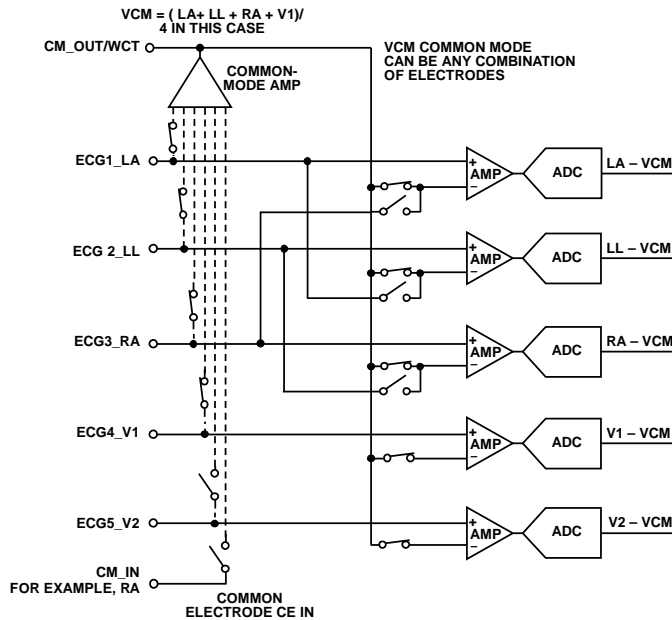 VCM = ( LA+ LL + RA + V1)/
4 IN THIS CASE
CM_OUT/WCT
COMMON-
MODE AMP
VCM COMMON MODE
CAN BE ANY COMBINATION
OF ELECTRODES
ECG1_LA
+
AMP
–
ADC
LA – VCM
ECG 2_LL
+
AMP
–
ADC
LL – VCM
ECG3_RA
+
AMP
–
ADC
RA – VCM
ECG4_V1
+
AMP
–
ADC
V1 – VCM
ECG5_V2
+
AMP
–
ADC
V2 – VCM
CM_IN
FOR EXAMPLE, RA
COMMON
ELECTRODE CE IN